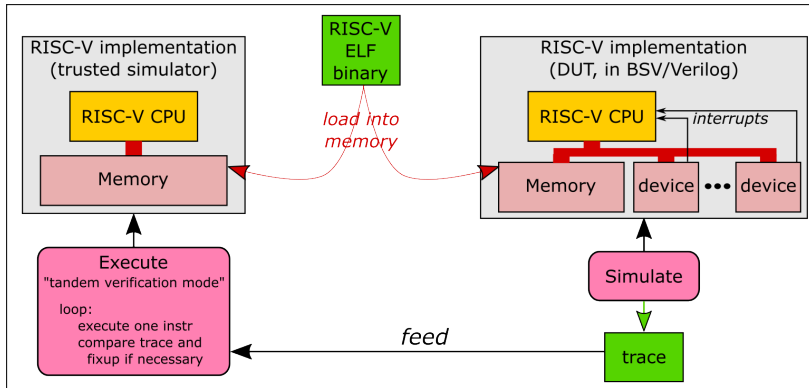 RISC-V implementation
(trusted simulator)
RISC-V CPU
Memory
RISC-V
ELF
binary
load into
memory
RISC-V implementation
(DUT, in BSV/Verilog)
RISC-V CPU
interrupts
Memory
device
device
Execute
"tandem verification mode"
loop:
execute one instr
compare trace and
fixup if necessary
Simulate
feed
trace